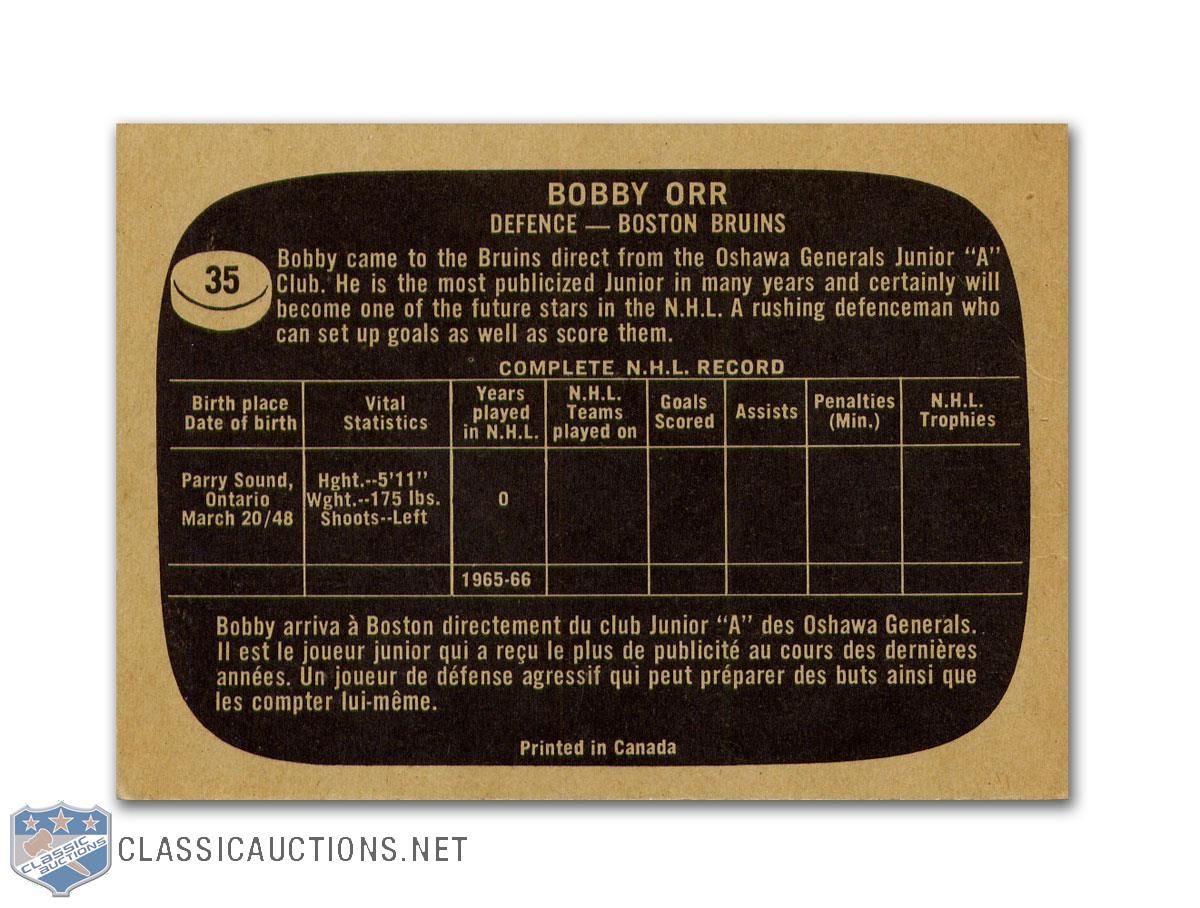 BOBBY ORR
DEFENCE — BOSTON BRUINS
35
Bobby came to the Bruins direct from the Oshawa Generals Junior "A"
Club. He is the most publicized Junior in many years and certainly will
become one of the future stars in the N.H.L. A rushing defenceman who
can set up goals as well as score them.
COMPLETE N.H.L. RECORD
Birth place
Date of birth
Vital
Statistics
Years
played
in N.H.L.
N.H.L.
Teams
played on
Goals
Scored
Assists
Penalties
(Min.)
N.H.L.
Trophies
Parry Sound,
Ontario
March 20/48
Hght.--5'11"
Wght.--175 lbs.
Shoots--Left
0
1965-66
Bobby arriva à Boston directement du club Junior "A" des Oshawa Generals.
Il est le joueur junior qui a reçu le plus de publicité au cours des dernières
années. Un joueur de défense agressif qui peut préparer des buts ainsi que
les compter lui-même.
Printed in Canada
CLASSIC
AUCTIONS
CLASSICAUCTIONS.NET